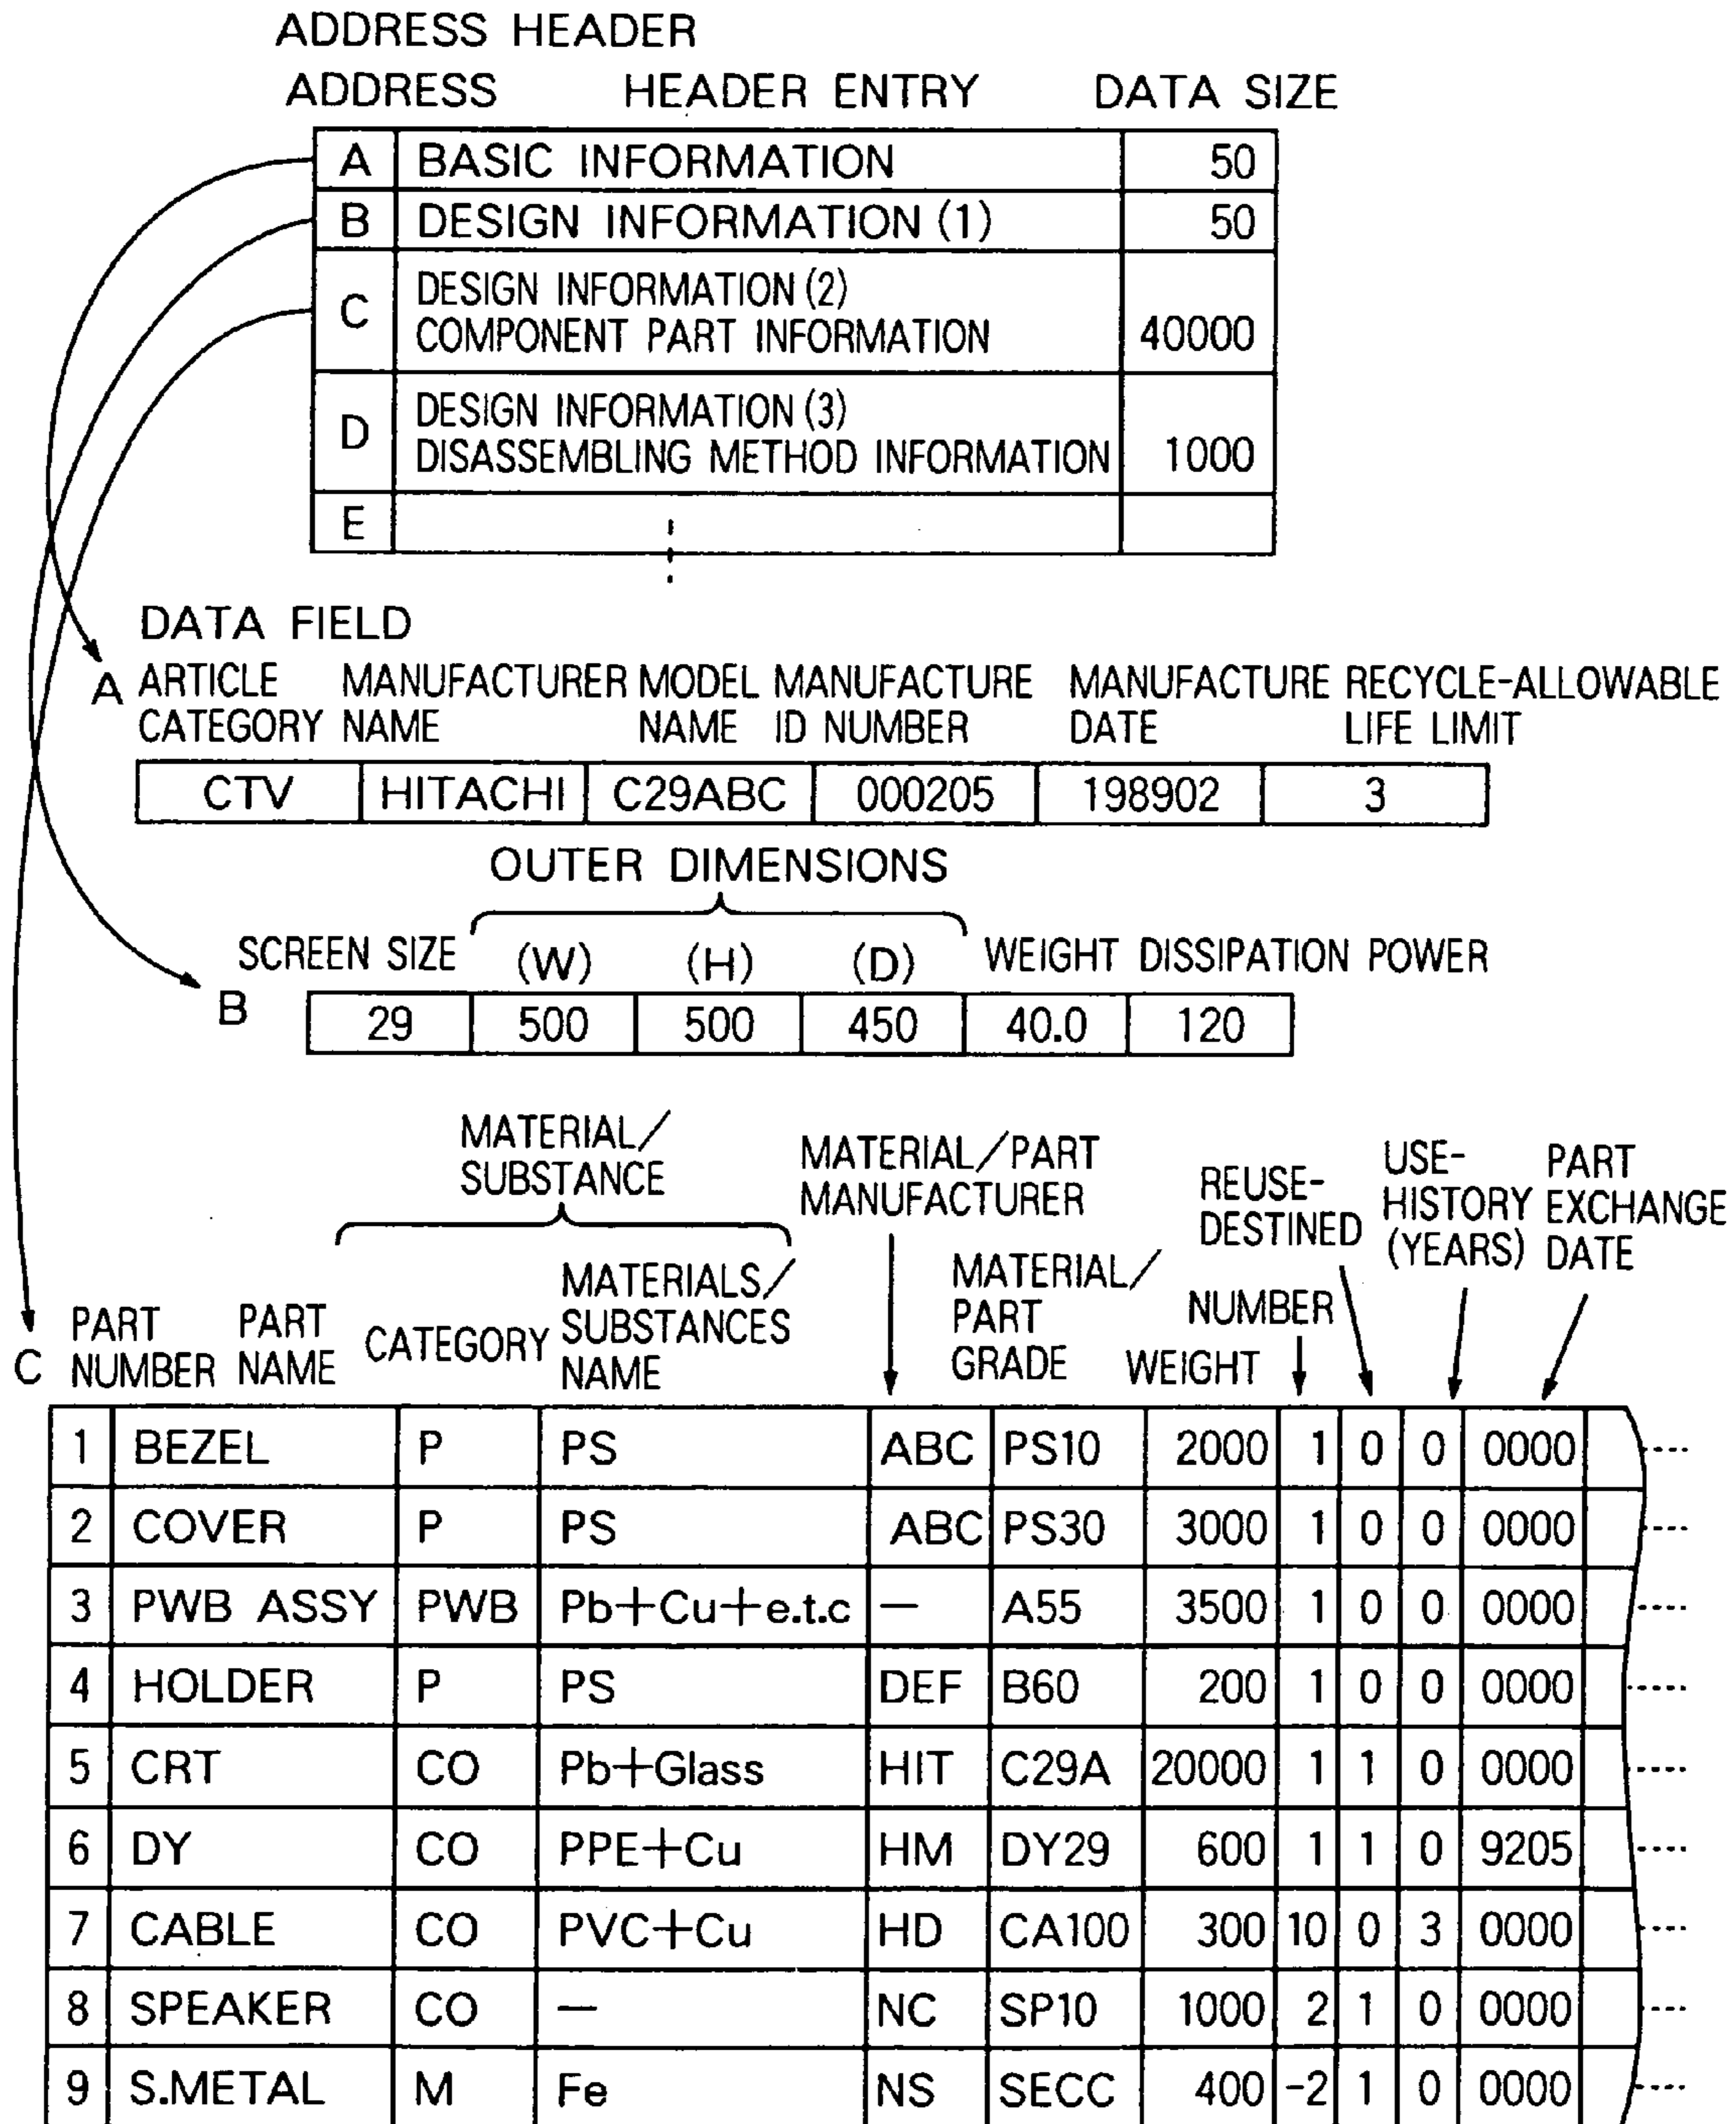 ADDRESS HEADER
ADDRESS HEADER ENTRY DATA SIZE
A BASIC INFORMATION 50
B DESIGN INFORMATION (1) 50
C DESIGN INFORMATION (2)
COMPONENT PART INFORMATION 40000
D DESIGN INFORMATION (3)
DISASSEMBLING METHOD INFORMATION 1000
E
DATA FIELD
A ARTICLE MANUFACTURER MODEL MANUFACTURE MANUFACTURE RECYCLE-ALLOWABLE
CATEGORY NAME NAME ID NUMBER DATE LIFE LIMIT
CTV HITACHI C29ABC 000205 198902 3
OUTER DIMENSIONS
SCREEN SIZE (W) (H) (D) WEIGHT DISSIPATION POWER
B 29 500 500 450 40.0 120
MATERIAL/
SUBSTANCE
MATERIAL/PART
MANUFACTURER
REUSE-
DESTINED
USE-
HISTORY
(YEARS)
PART
EXCHANGE
DATE
C PART
NUMBER
PART
NAME
CATEGORY
MATERIALS/
SUBSTANCES
NAME
MATERIAL/
PART
GRADE
WEIGHT
NUMBER
1 BEZEL P PS ABC PS10 2000 1 0 0 0000
2 COVER P PS ABC PS30 3000 1 0 0 0000
3 PWB ASSY PWB Pb+Cu+e.t.c — A55 3500 1 0 0 0000
4 HOLDER P PS DEF B60 200 1 0 0 0000
5 CRT CO Pb+Glass HIT C29A 20000 1 1 0 0000
6 DY CO PPE+Cu HM DY29 600 1 1 0 9205
7 CABLE CO PVC+Cu HD CA100 300 10 0 3 0000
8 SPEAKER CO — NC SP10 1000 2 1 0 0000
9 S.METAL M Fe NS SECC 400 -2 1 0 0000